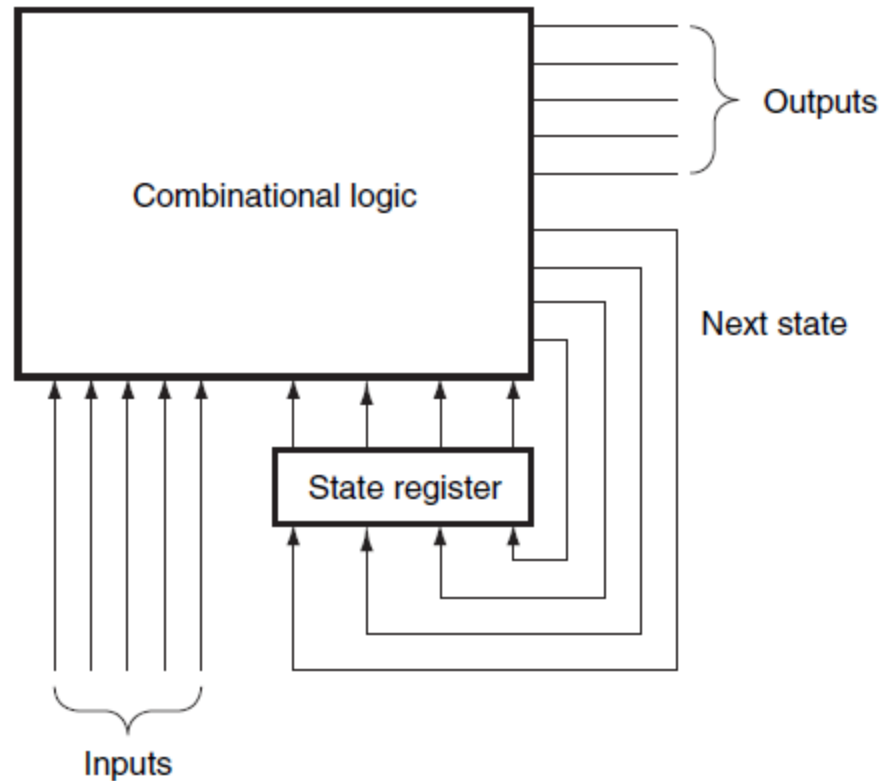 Outputs
Combinational logic
Next state
State register
Inputs